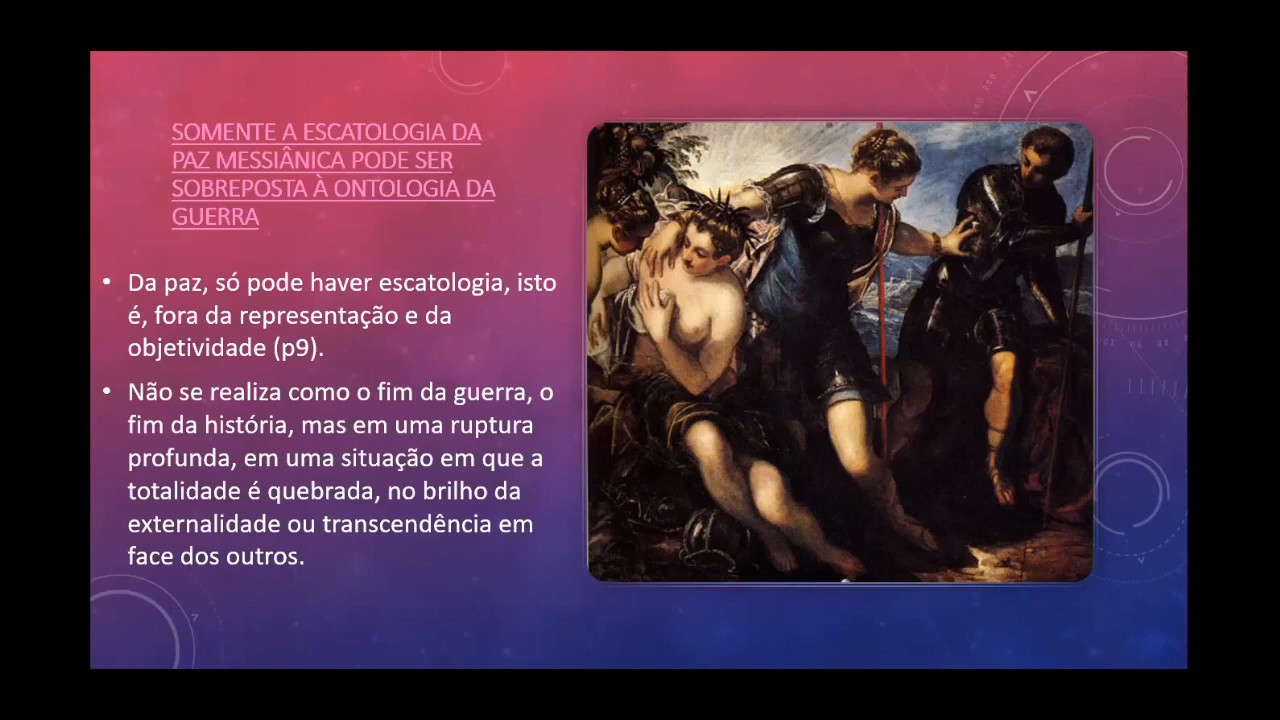 SOMENTE A ESCATOLOGIA DA
PAZ MESSIÂNICA PODE SER
SOBREPOSTA À ONTOLOGIA DA
GUERRA
• Da paz, só pode haver escatologia, isto
é, fora da representação e da
objetividade (p9).
• Não se realiza como o fim da guerra, o
fim da história, mas em uma ruptura
profunda, em uma situação em que a
totalidade é quebrada, no brilho da
externalidade ou transcendência em
face dos outros.